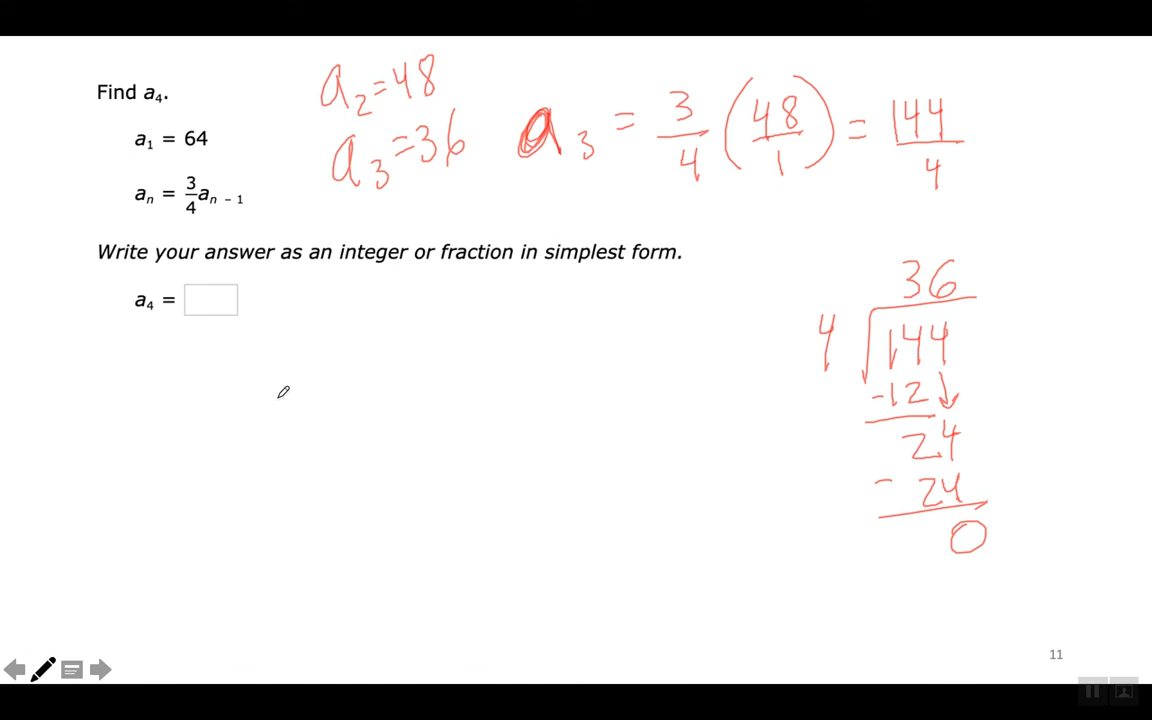 Find a₄.
a₁ = 64
aₙ = 3/4 aₙ₋₁
Write your answer as an integer or fraction in simplest form.
a₄ =
a₂ = 48
a₃ = 36
a₃ = 3/4 (48/1) = 144/4
36
4 144
-12
24
- 24
0
11